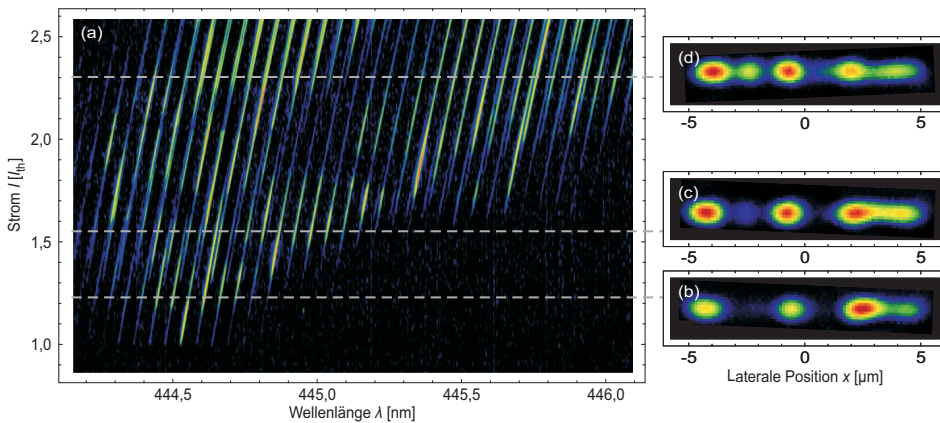 (a)
2,5
2,0
1,5
1,0
Strom I [Ith]
444,5
445,0
445,5
446,0
Wellenlänge λ [nm]
(d)
-5
0
5
(c)
-5
0
5
(b)
-5
0
5
Laterale Position x [µm]